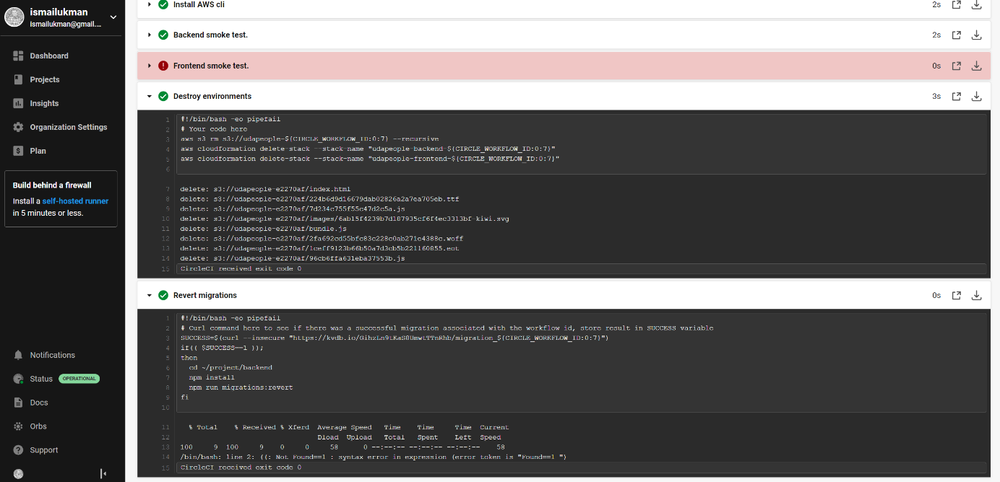 ismailukman
ismailukman@gmail....
Dashboard
Projects
Insights
Organization Settings
Plan
Build behind a firewall
Install a self-hosted runner
in 5 minutes or less.
Notifications
Status OPERATIONAL
Docs
Orbs
Support
Install AWS cli 2s
Backend smoke test. 2s
Frontend smoke test. 0s
Destroy environments 3s
1 #!/bin/bash -eo pipefail
2 # Your code here
3 aws s3 rm s3://udapeople-${CIRCLE_WORKFLOW_ID:0:7} --recursive
4 aws cloudformation delete-stack --stack-name "udapeople-backend-${CIRCLE_WORKFLOW_ID:0:7}"
5 aws cloudformation delete-stack --stack-name "udapeople-frontend-${CIRCLE_WORKFLOW_ID:0:7}"
6
7 delete: s3://udapeople-e2270af/index.html
8 delete: s3://udapeople-e2270af/224b6d9d16679dab02826a2a7ea705eb.ttf
9 delete: s3://udapeople-e2270af/7d234c755f55c47d2c5a.js
10 delete: s3://udapeople-e2270af/images/6ab15f4239b7d187935cf6f4ec3313bf-kiwi.svg
11 delete: s3://udapeople-e2270af/bundle.js
12 delete: s3://udapeople-e2270af/2fa692cd55bfc83c228c0ab271e4388c.woff
13 delete: s3://udapeople-e2270af/1ceff9123b66b50a7d3cb5b221160855.eot
14 delete: s3://udapeople-e2270af/96cb6ffa631eba37553b.js
15 CircleCI received exit code 0
Revert migrations 0s
1 #!/bin/bash -eo pipefail
2 # Curl command here to see if there was a successful migration associated with the workflow id, store result in SUCCESS variable
3 SUCCESS=$(curl --insecure "https://kvdb.io/GihzLn9tKaS8UmwtTTnRhb/migration_${CIRCLE_WORKFLOW_ID:0:7}")
4 if(( $SUCCESS==1 ));
5 then
6 cd ~/project/backend
7 npm install
8 npm run migrations:revert
9 fi
10
11 % Total % Received % Xferd Average Speed Time Time Time Current
12 Dload Upload Total Spent Left Speed
13 100 9 100 9 0 0 58 0 --:--:-- --:--:-- --:--:-- 58
14 /bin/bash: line 2: ((: Not Found==1 : syntax error in expression (error token is "Found==1 ")
15 CircleCI received exit code 0